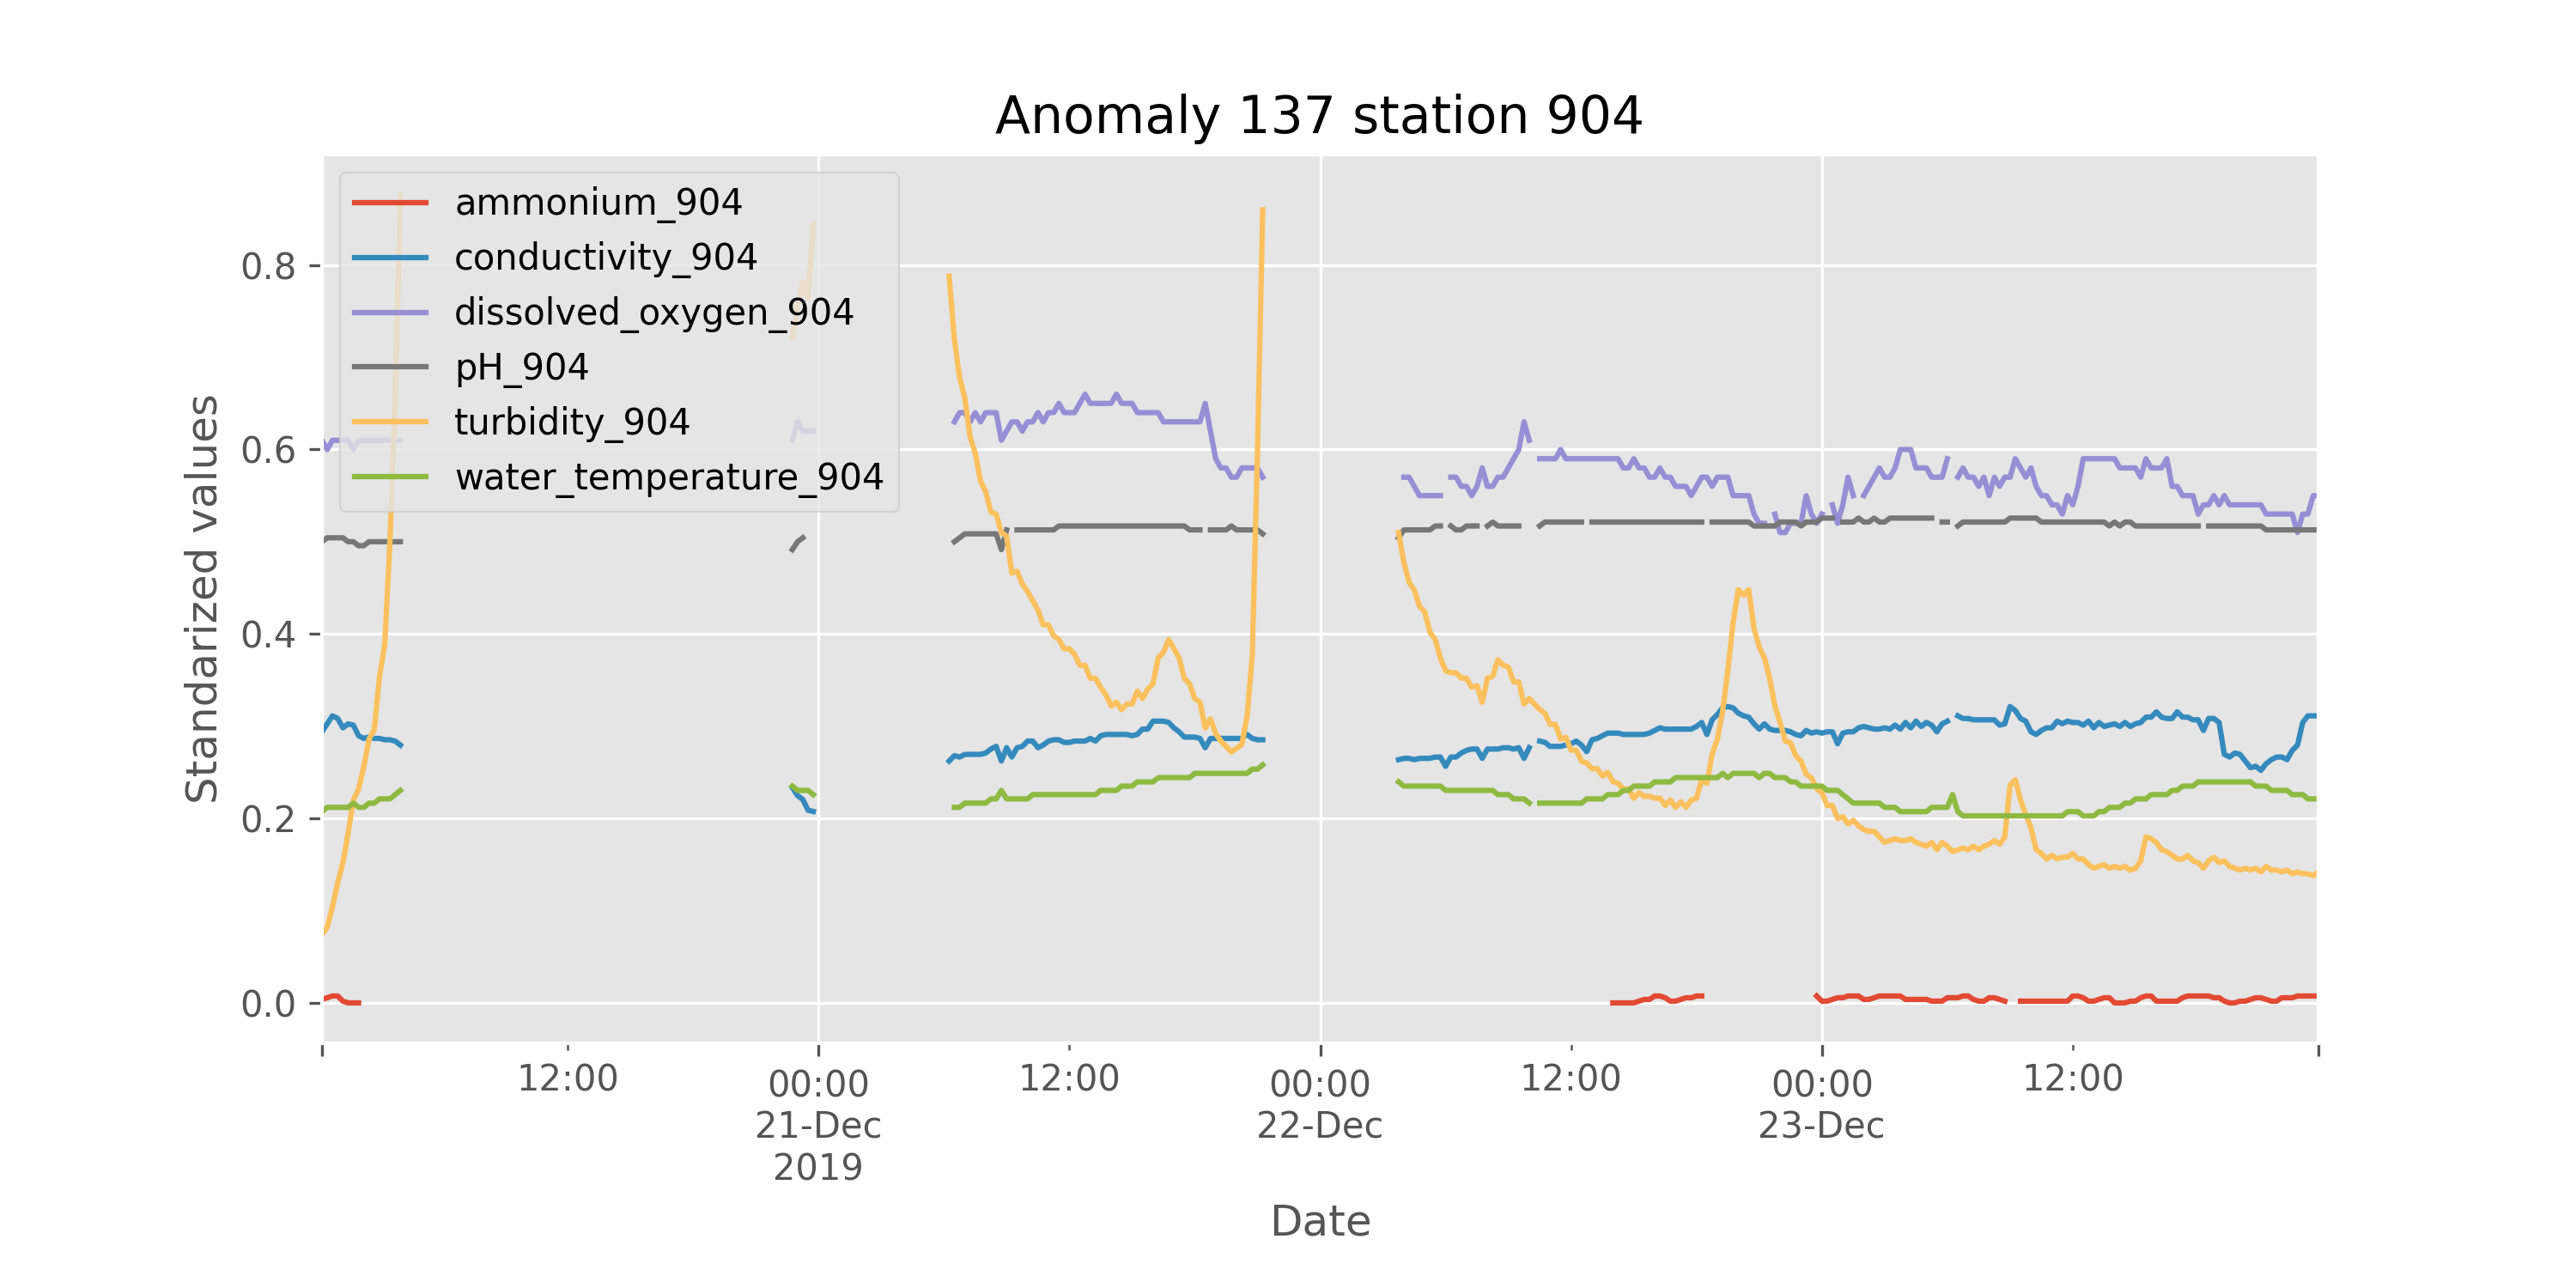 Anomaly 137 station 904
ammonium_904
conductivity_904
dissolved_oxygen_904
pH_904
turbidity_904
water_temperature_904
Standarized values
0.8
0.6
0.4
0.2
0.0
12:00
00:00
21-Dec
2019
12:00
00:00
22-Dec
12:00
00:00
23-Dec
12:00
Date